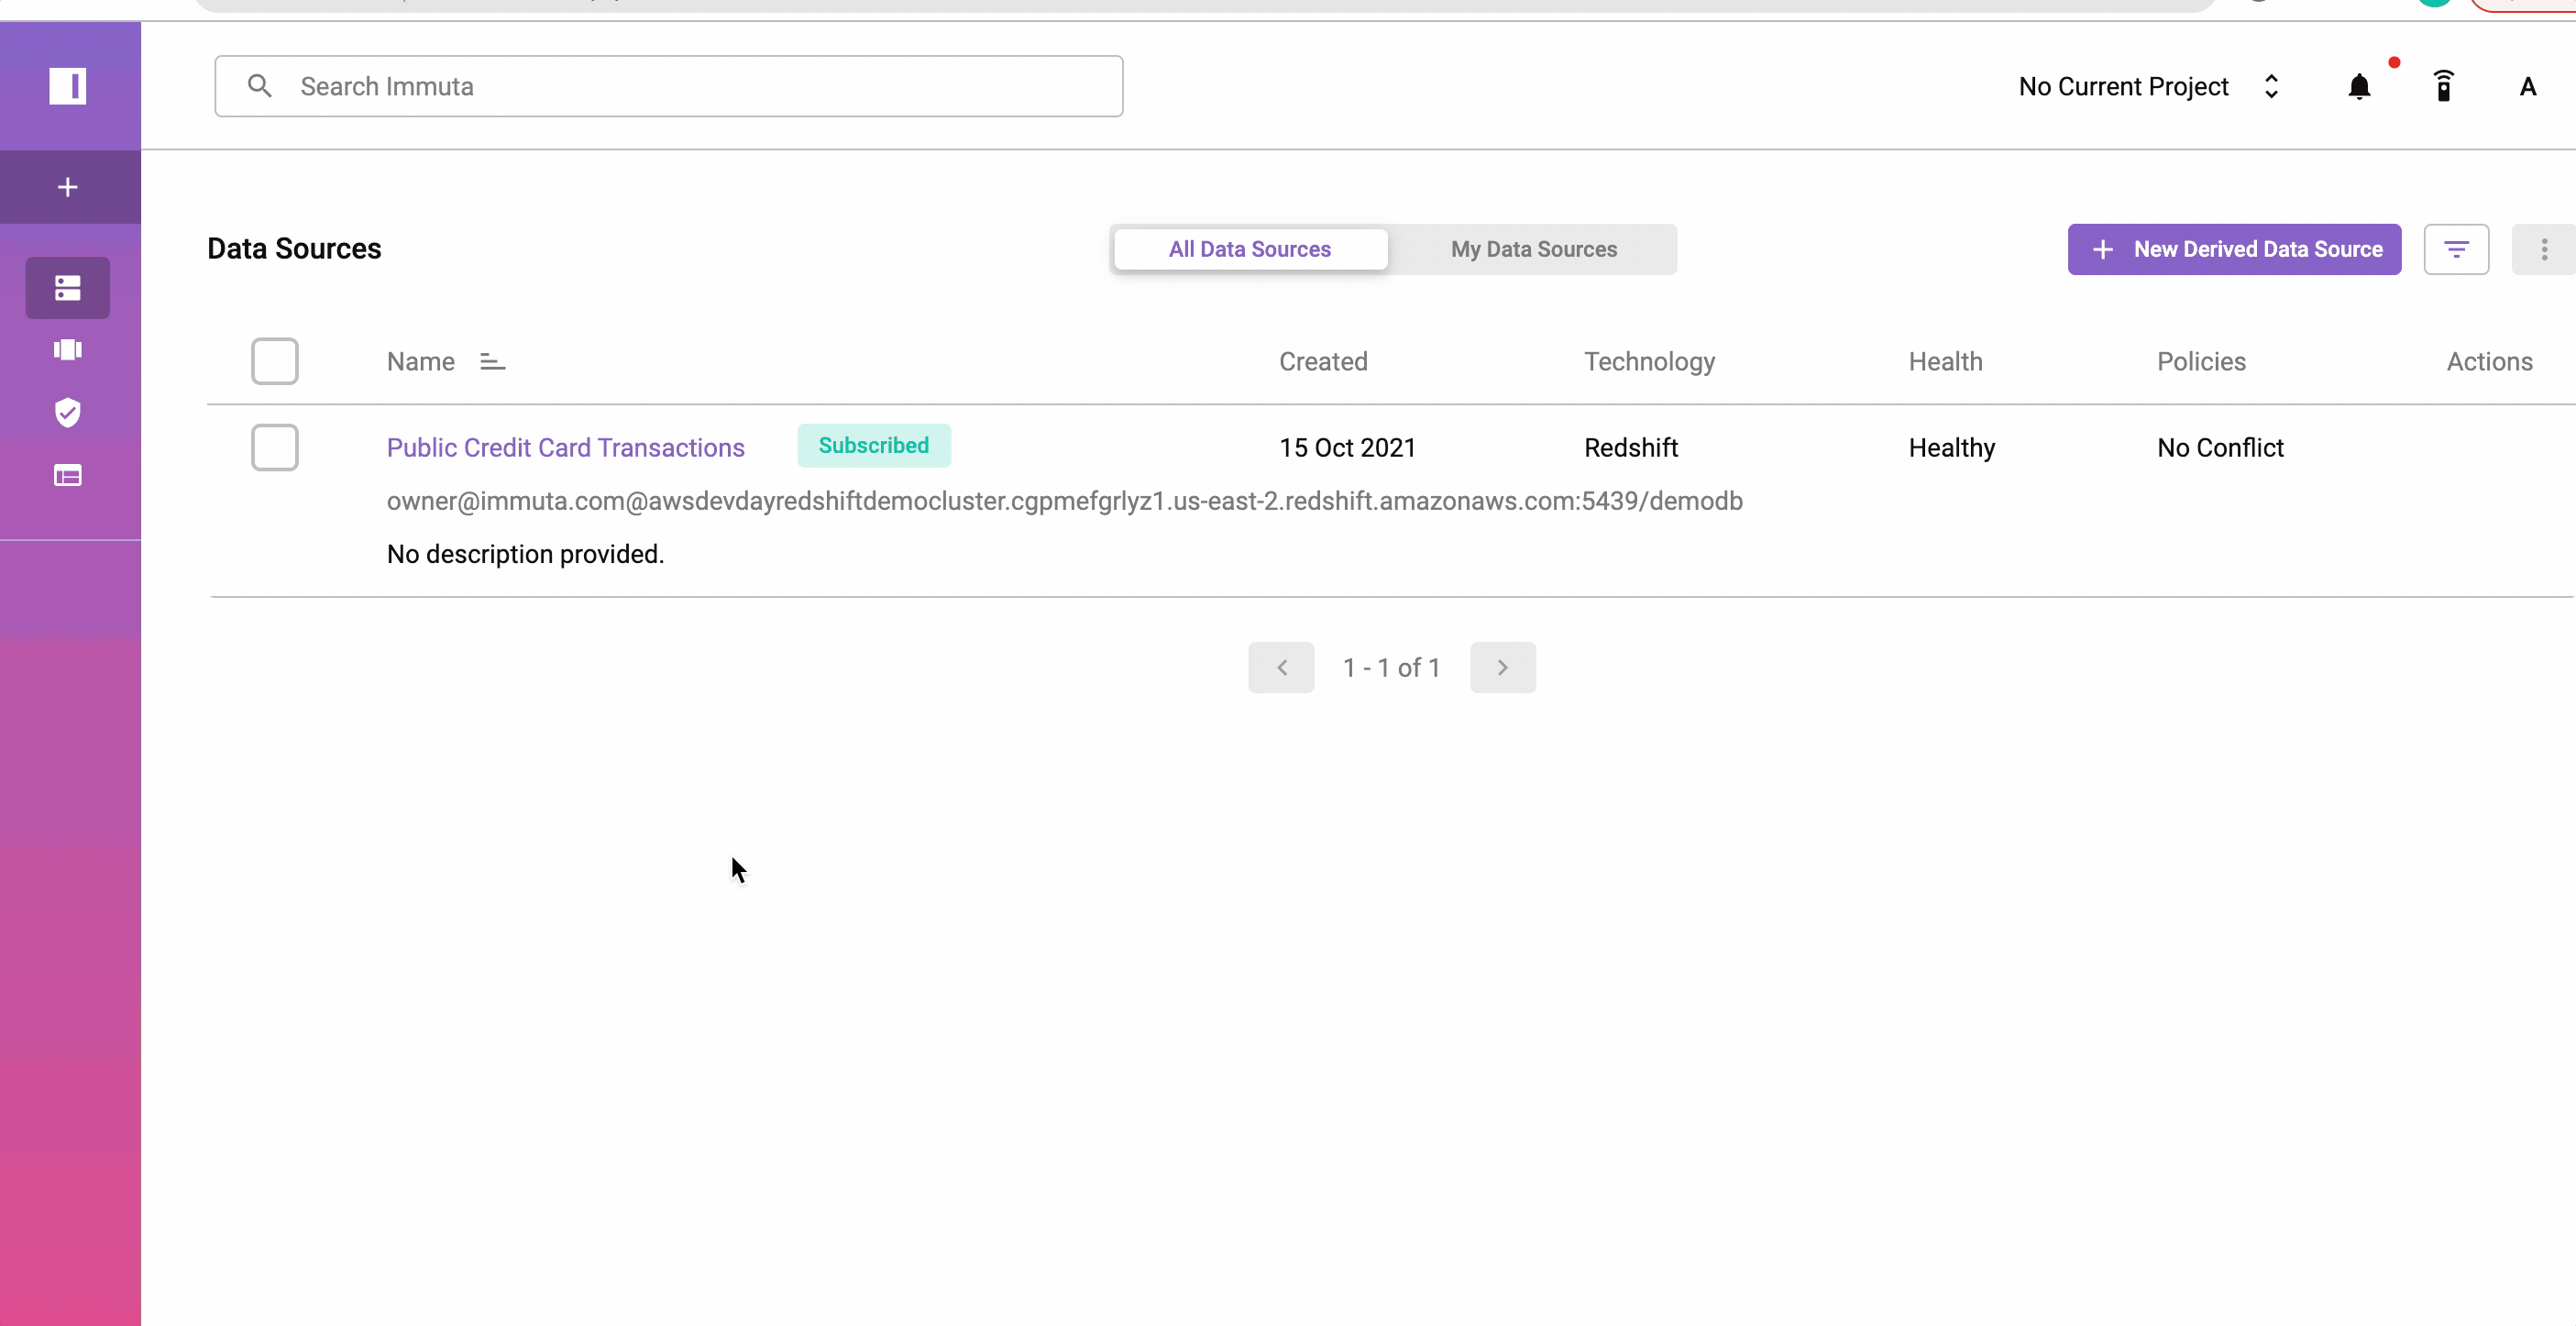 Search Immuta
No Current Project
A
Data Sources
All Data Sources
My Data Sources
New Derived Data Source
Name
Created
Technology
Health
Policies
Actions
Public Credit Card Transactions
Subscribed
15 Oct 2021
Redshift
Healthy
No Conflict
owner@immuta.com@awsdevdayredshiftdemocluster.cgpmefgrlyz1.us-east-2.redshift.amazonaws.com:5439/demodb
No description provided.
1 - 1 of 1